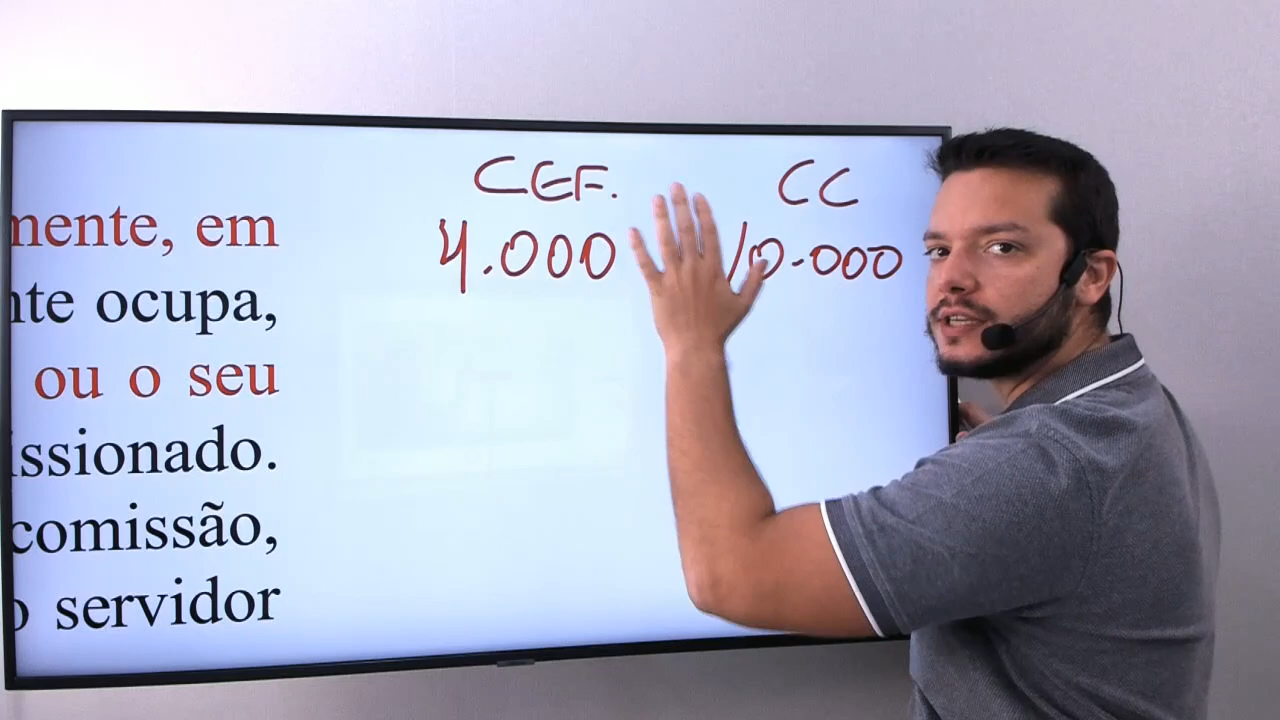 CEF. CC
4.000 10.000
mente, em
nte ocupa,
ou o seu
issionado.
comissão,
o servidor